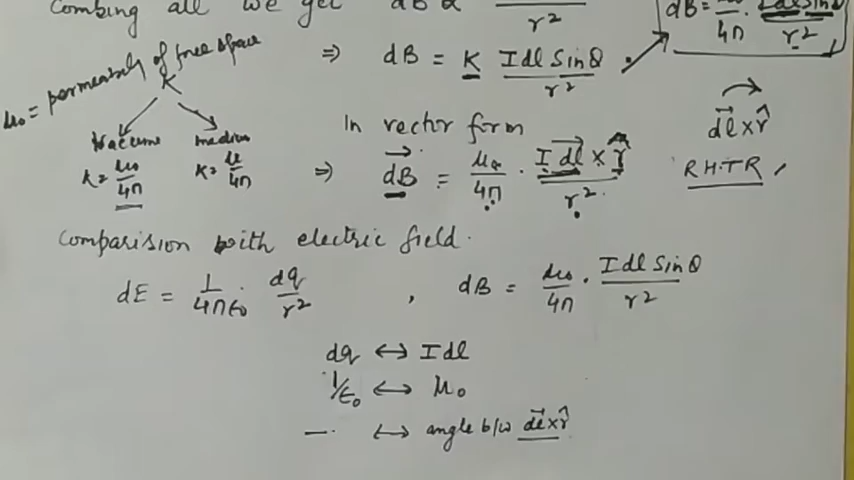 Combing all we get dB ∝ / r²
dB = μ₀/4π · Idl Sinθ / r²
μ₀ = permeability of free space
K
⇒ dB = K Idl Sinθ / r²
dl⃗ × r̂
R H.T R
Vaccume medium
K = μ₀/4π K = μ/4π
In vector form
⇒ dB⃗ = μ₀/4π · I dl⃗ × r̂ / r²
Comparision with electric field.
dE = 1/4πε₀ · dq/r² , dB = μ₀/4π · Idl Sinθ / r²
dq ↔ Idl
1/ε₀ ↔ μ₀
— ↔ angle b/w dl⃗ × r̂